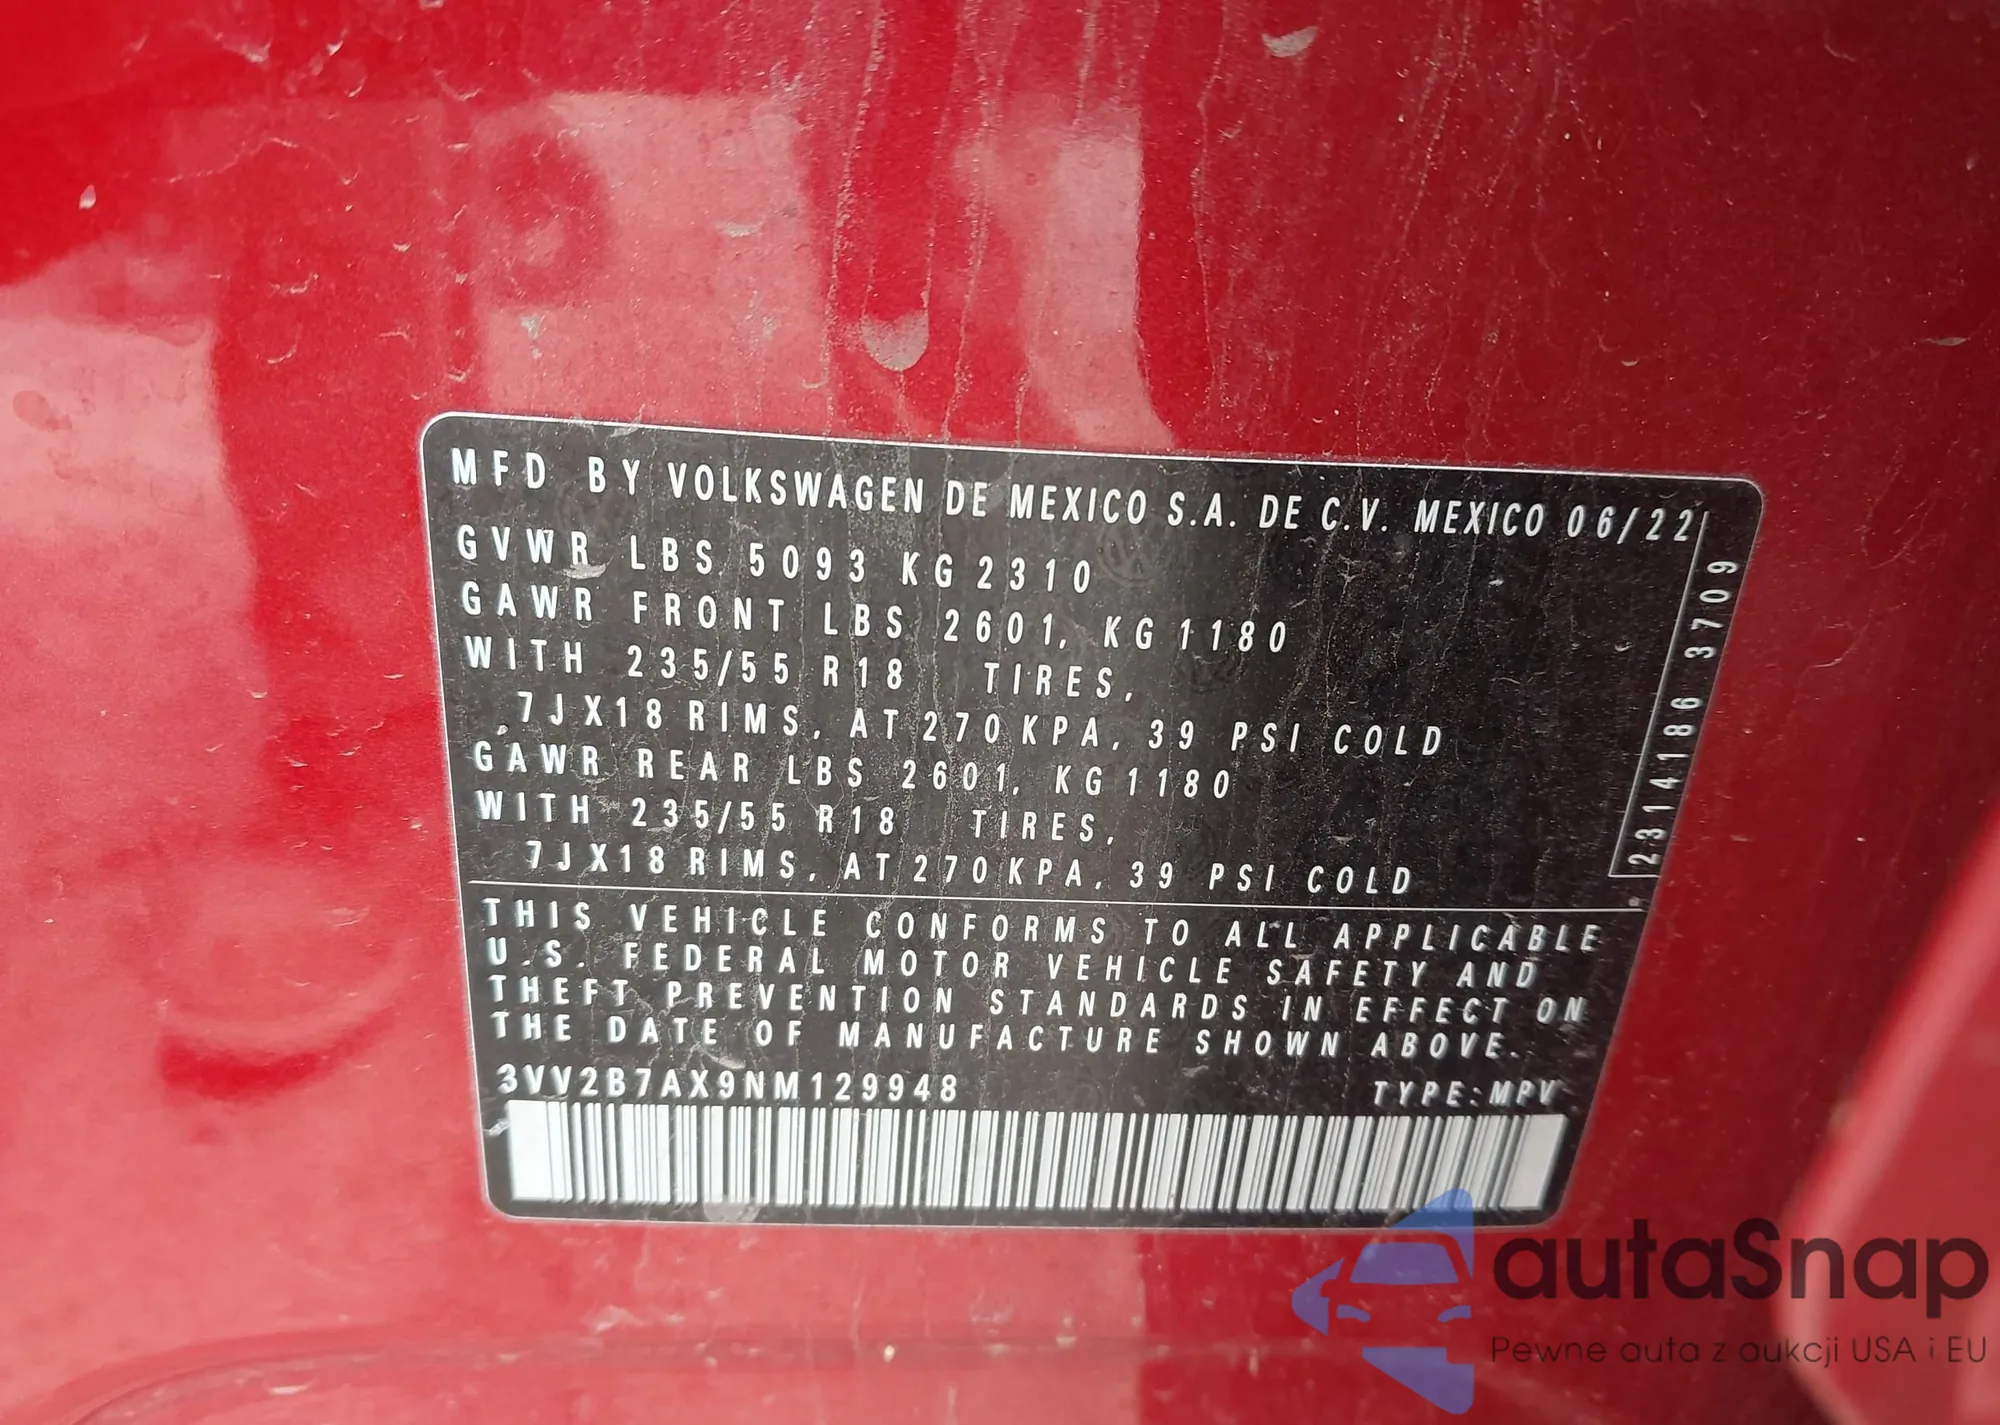 MFD BY VOLKSWAGEN DE MEXICO S.A. DE C.V. MEXICO 06/22
GVWR LBS 5093 KG 2310
GAWR FRONT LBS 2601, KG 1180
WITH 235/55 R18 TIRES,
7JX18 RIMS, AT 270 KPA, 39 PSI COLD
GAWR REAR LBS 2601, KG 1180
WITH 235/55 R18 TIRES,
7JX18 RIMS, AT 270 KPA, 39 PSI COLD
2314186 3709
THIS VEHICLE CONFORMS TO ALL APPLICABLE
U.S. FEDERAL MOTOR VEHICLE SAFETY AND
THEFT PREVENTION STANDARDS IN EFFECT ON
THE DATE OF MANUFACTURE SHOWN ABOVE.
3VV2B7AX9NM129948 TYPE:MPV
autaSnap
Pewne auta z aukcji USA i EU